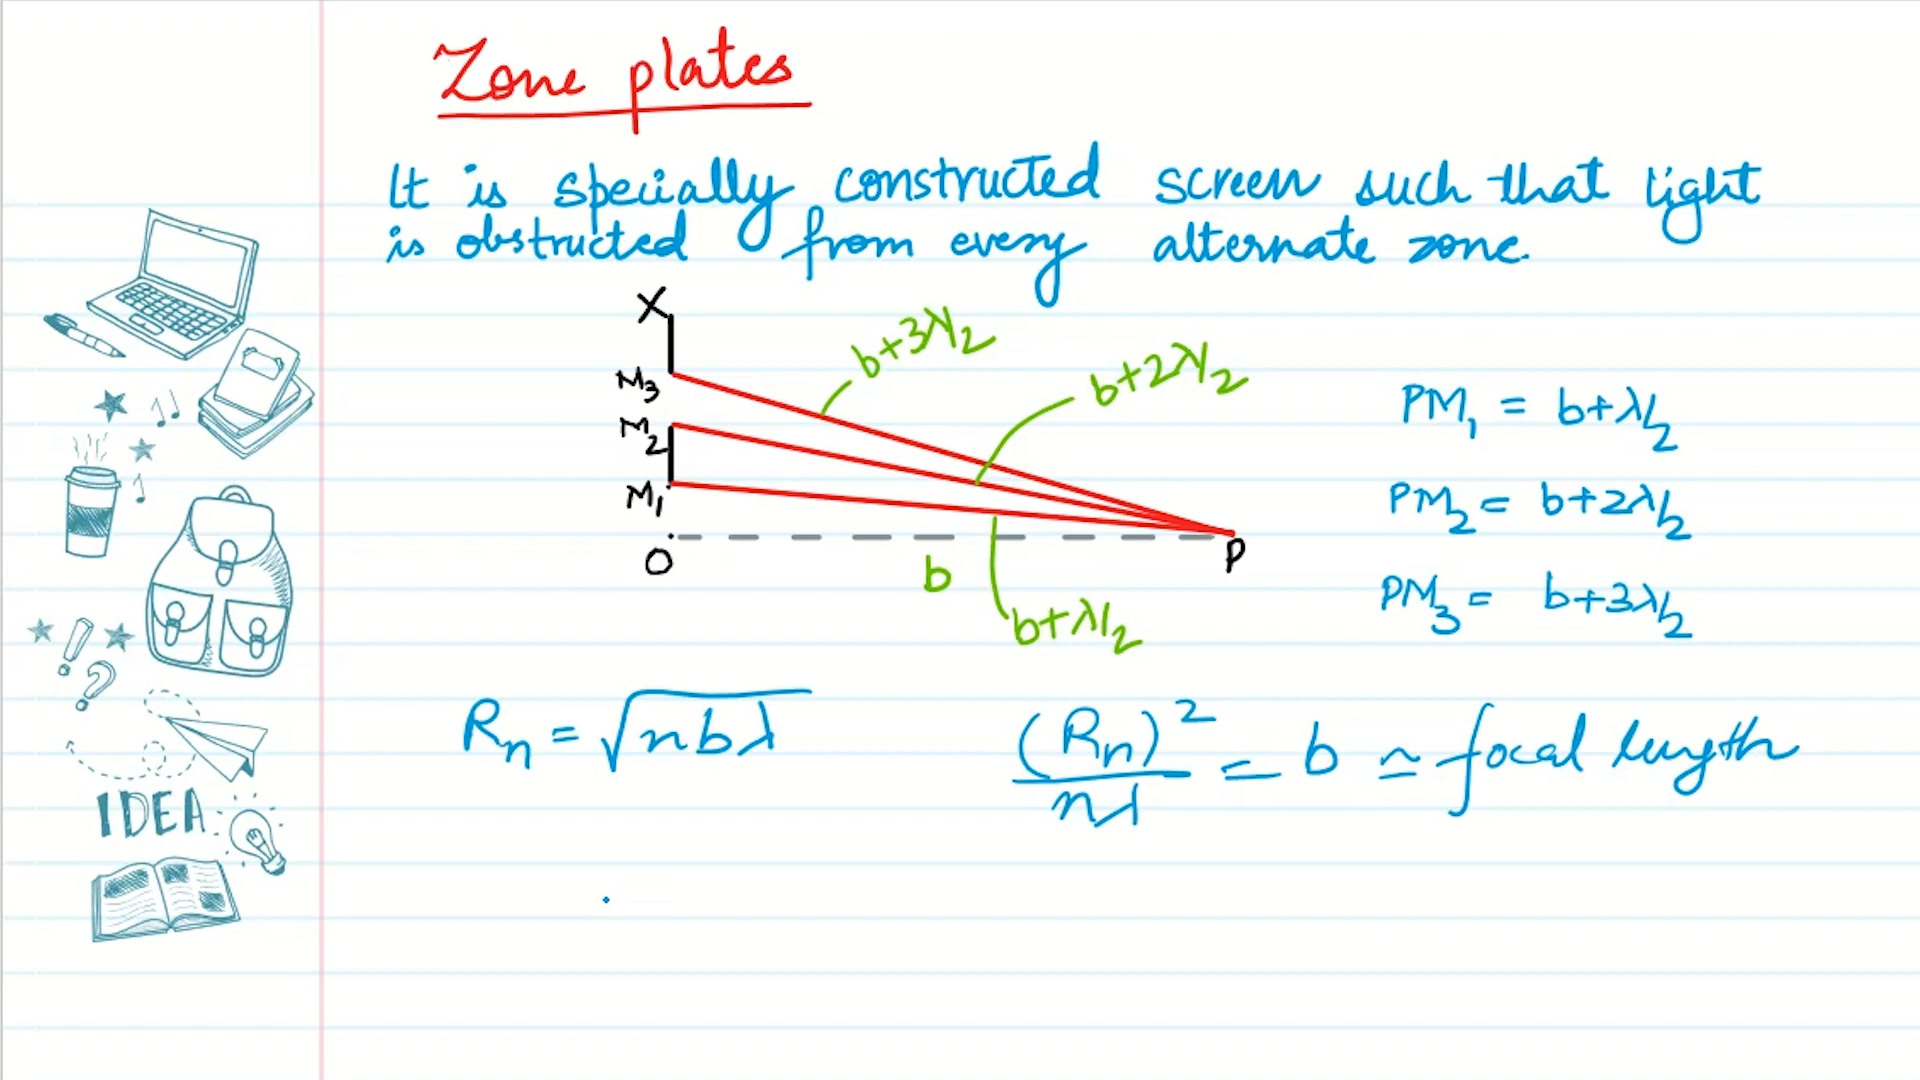 Zone plates
It is specially constructed screen such that light
is obstructed from every alternate zone.
X
b+3λ/2
M₃
b+2λ/2
M₂
PM₁ = b+λ/2
M₁
PM₂ = b+2λ/2
O
P
b
b+λ/2
PM₃ = b+3λ/2
Rn = √nbλ
(Rn)²/nλ = b ≃ focal length
IDEA